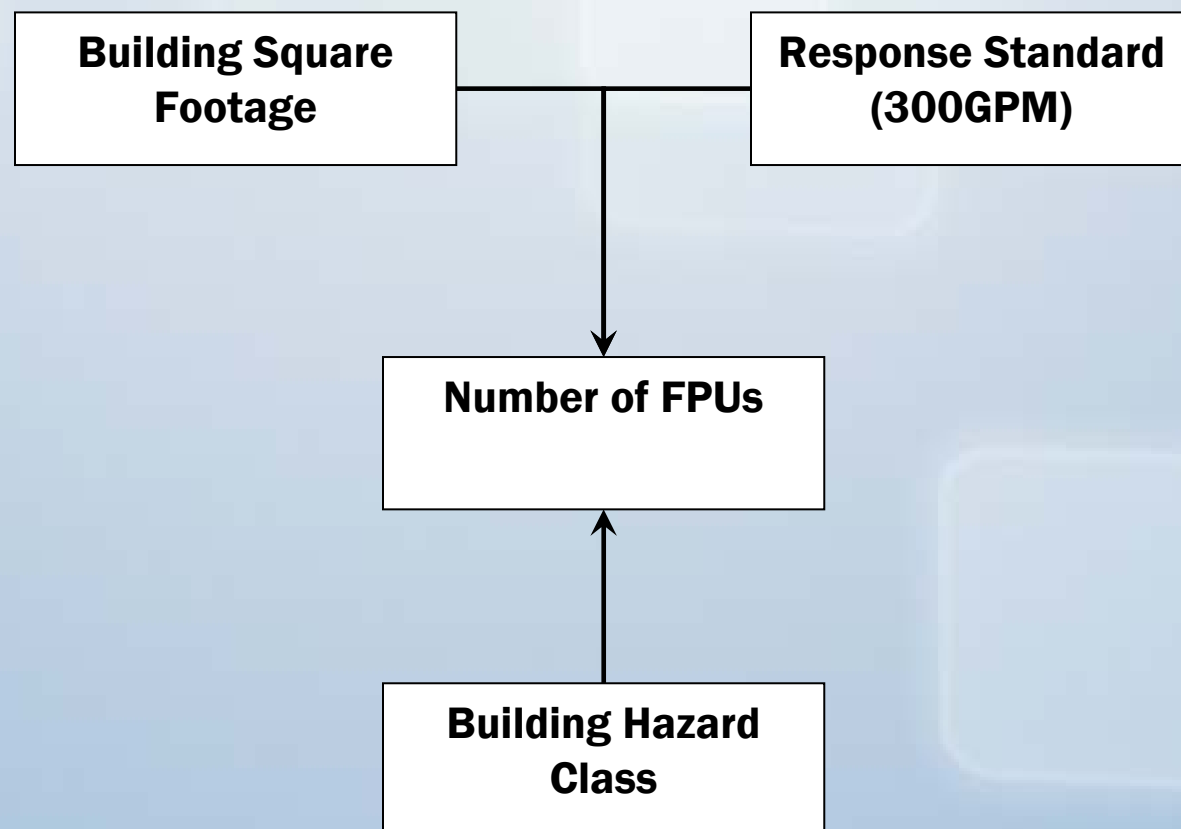 Building Square
Footage
Response Standard
(300GPM)
Number of FPUs
Building Hazard
Class